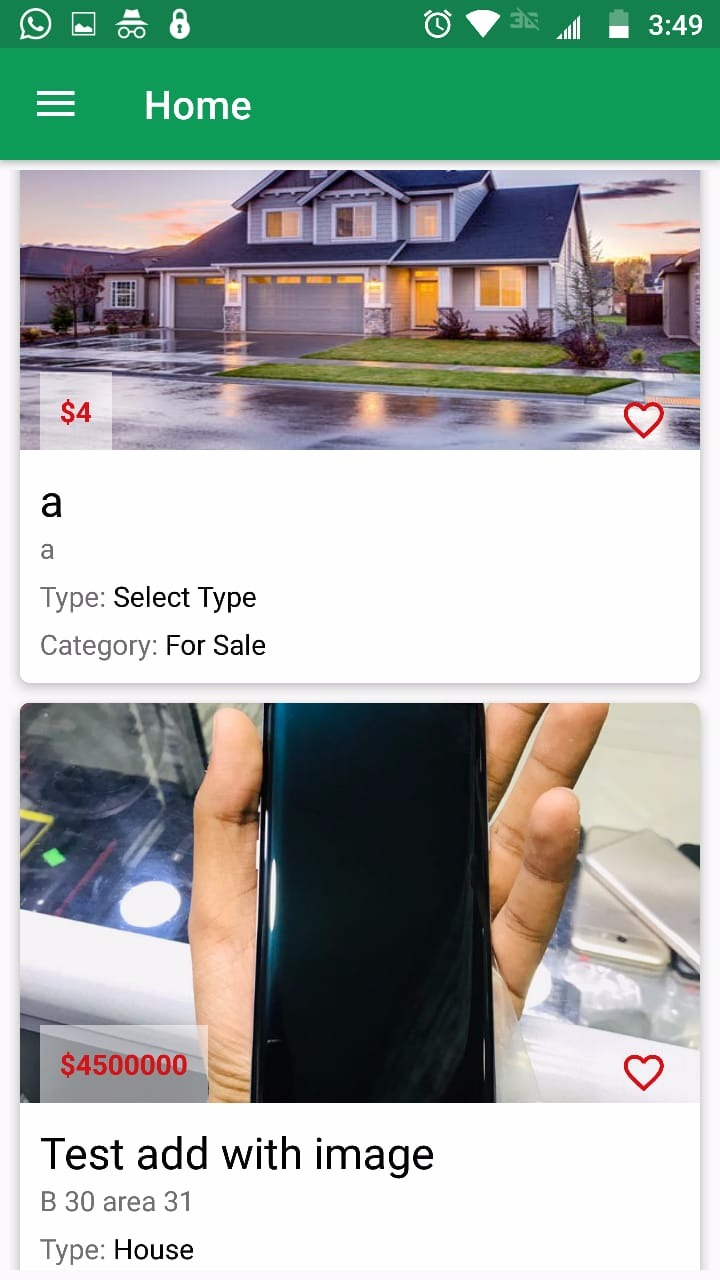 3:49
Home
$4
a
a
Type: Select Type
Category: For Sale
$4500000
Test add with image
B 30 area 31
Type: House